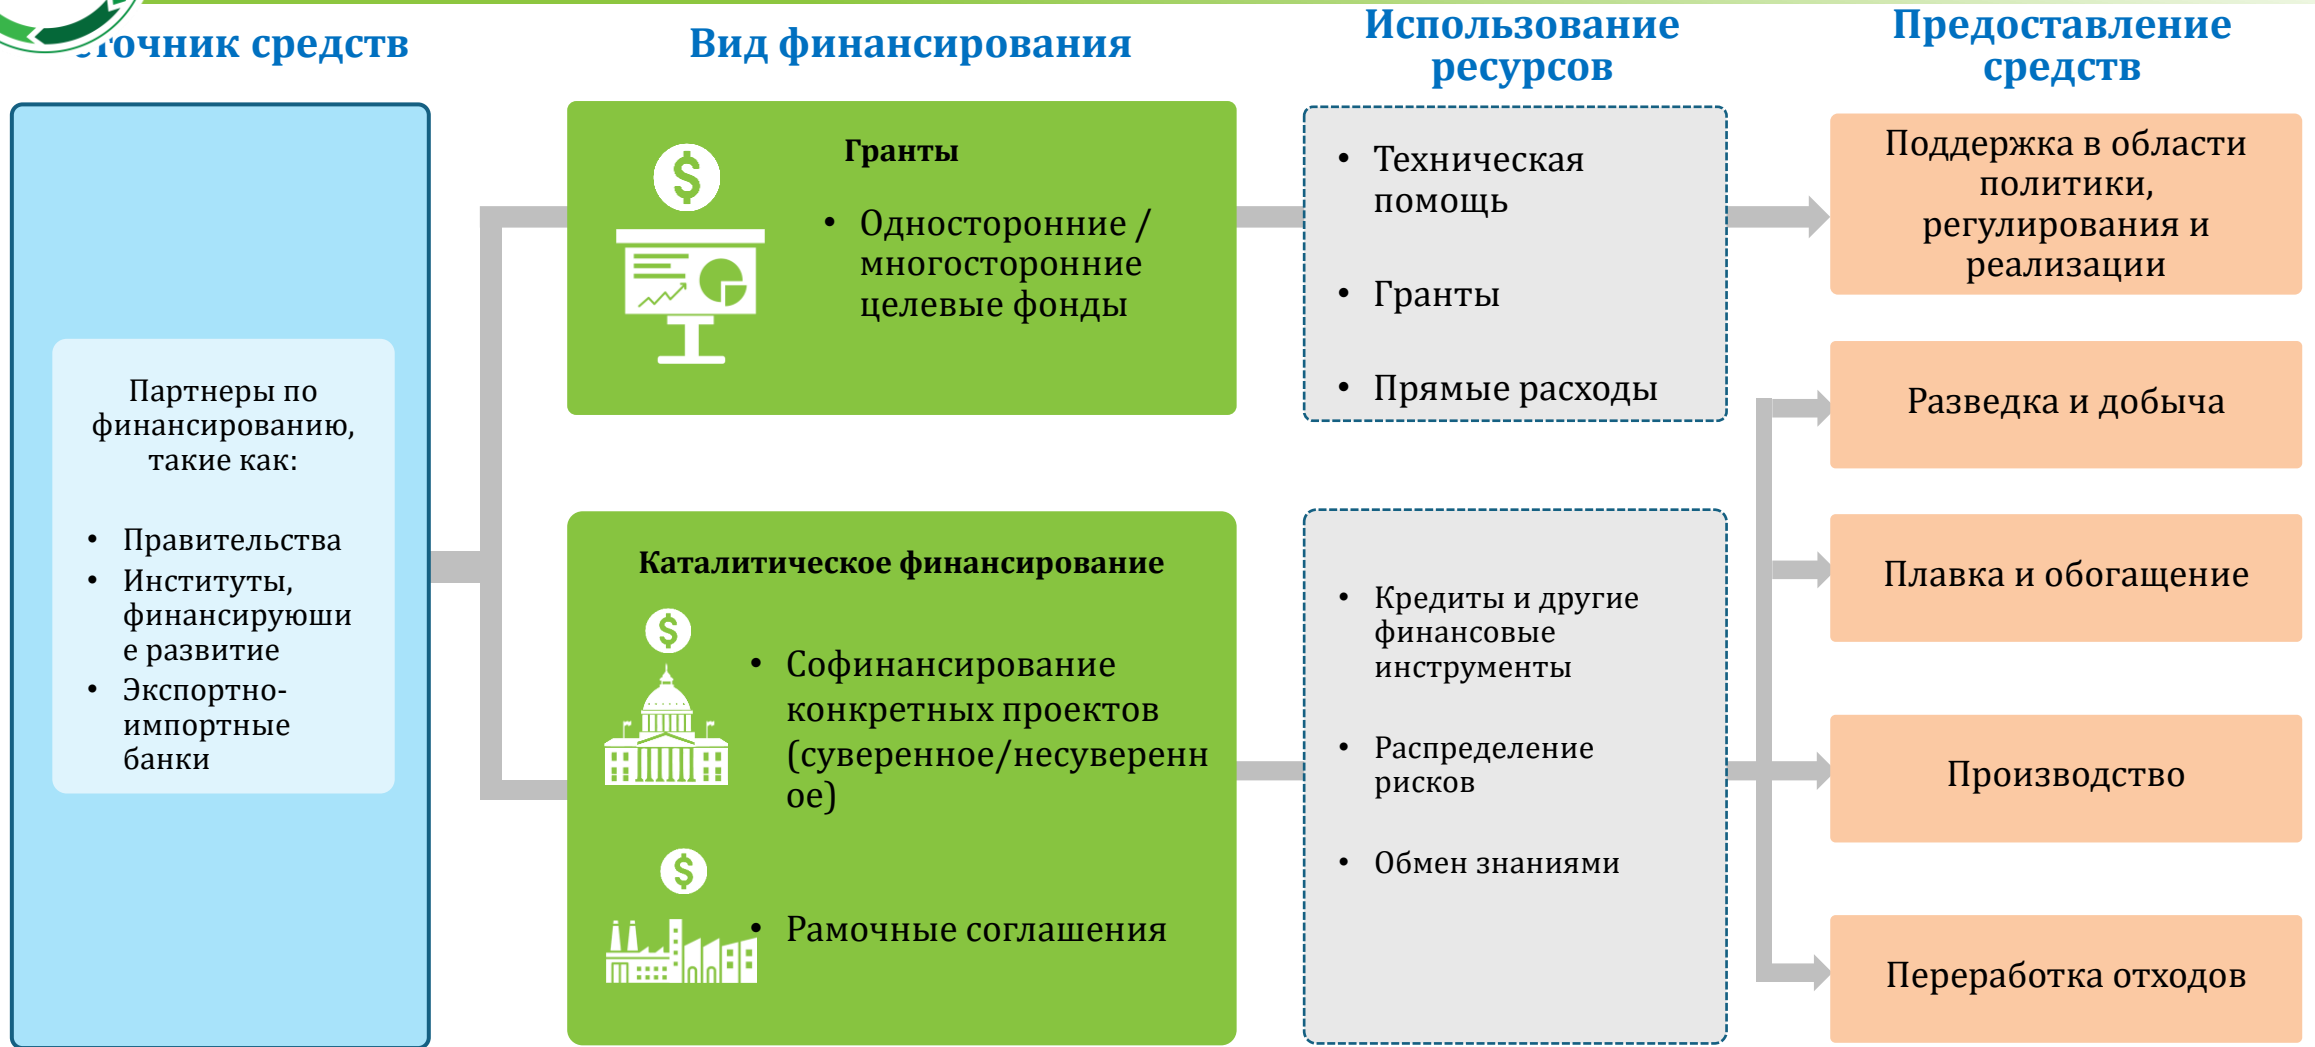 точник средств
Вид финансирования
Использование
ресурсов
Предоставление
средств
Партнеры по
финансированию,
такие как:
• Правительства
• Институты,
финансируюши
е развитие
• Экспортно-
импортные
банки
Гранты
• Односторонние /
многосторонние
целевые фонды
Каталитическое финансирование
• Софинансирование
конкретных проектов
(суверенное/несуверенн
ое)
• Рамочные соглашения
• Техническая
помощь
• Гранты
• Прямые расходы
• Кредиты и другие
финансовые
инструменты
• Распределение
рисков
• Обмен знаниями
Поддержка в области
политики,
регулирования и
реализации
Разведка и добыча
Плавка и обогащение
Производство
Переработка отходов